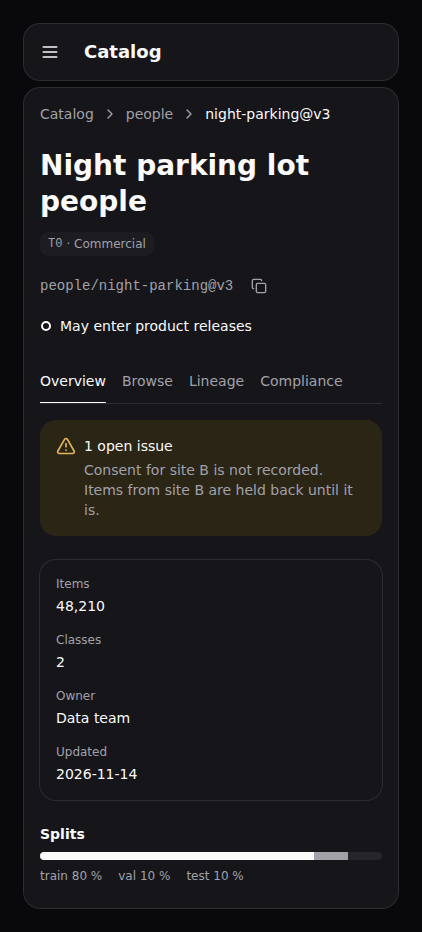 Catalog
Catalog people night-parking@v3
Night parking lot
people
T0 · Commercial
people/night-parking@v3
May enter product releases
Overview Browse Lineage Compliance
1 open issue
Consent for site B is not recorded.
Items from site B are held back until it
is.
Items
48,210
Classes
2
Owner
Data team
Updated
2026-11-14
Splits
train 80 % val 10 % test 10 %